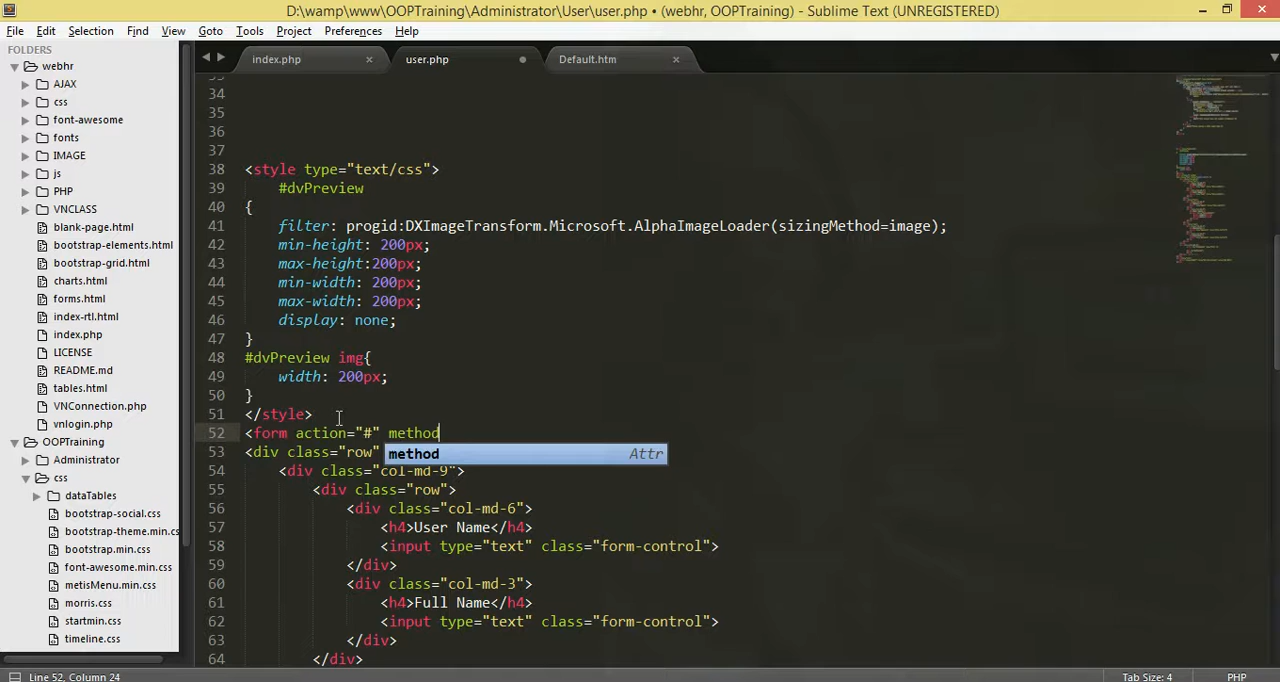 D:\wamp\www\OOPTraining\Administrator\User\user.php • (webhr, OOPTraining) - Sublime Text (UNREGISTERED)
File Edit Selection Find View Goto Tools Project Preferences Help
FOLDERS
webhr
AJAX
css
font-awesome
fonts
IMAGE
js
PHP
VNCLASS
blank-page.html
bootstrap-elements.html
bootstrap-grid.html
charts.html
forms.html
index-rtl.html
index.php
LICENSE
README.md
tables.html
VNConnection.php
vnlogin.php
OOPTraining
Administrator
css
dataTables
bootstrap-social.css
bootstrap-theme.min.cs
bootstrap.min.css
font-awesome.min.css
metisMenu.min.css
morris.css
startmin.css
timeline.css
index.php × user.php Default.htm ×
34
35
36
37
38 <style type="text/css">
39 #dvPreview
40 {
41 filter: progid:DXImageTransform.Microsoft.AlphaImageLoader(sizingMethod=image);
42 min-height: 200px;
43 max-height:200px;
44 min-width: 200px;
45 max-width: 200px;
46 display: none;
47 }
48 #dvPreview img{
49 width: 200px;
50 }
51 </style>
52 <form action="#" method
53 <div class="row"
method Attr
54 <div class="col-md-9">
55 <div class="row">
56 <div class="col-md-6">
57 <h4>User Name</h4>
58 <input type="text" class="form-control">
59 </div>
60 <div class="col-md-3">
61 <h4>Full Name</h4>
62 <input type="text" class="form-control">
63 </div>
64 </div>
Line 52, Column 24 Tab Size: 4 PHP